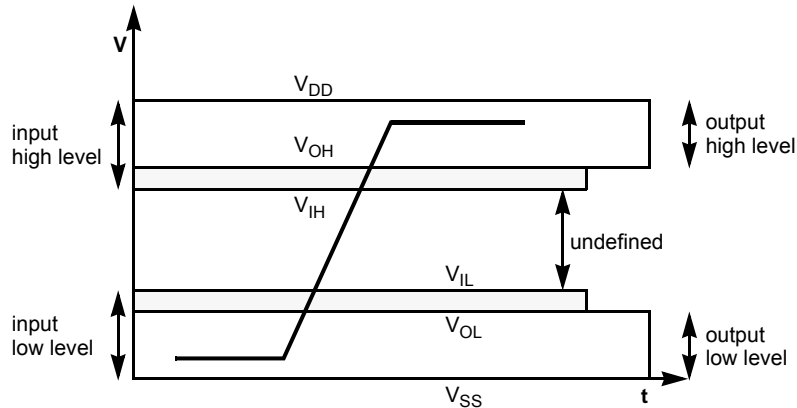 V
V_DD
input
high level
V_OH
output
high level
V_IH
undefined
V_IL
input
low level
V_OL
output
low level
V_SS
t